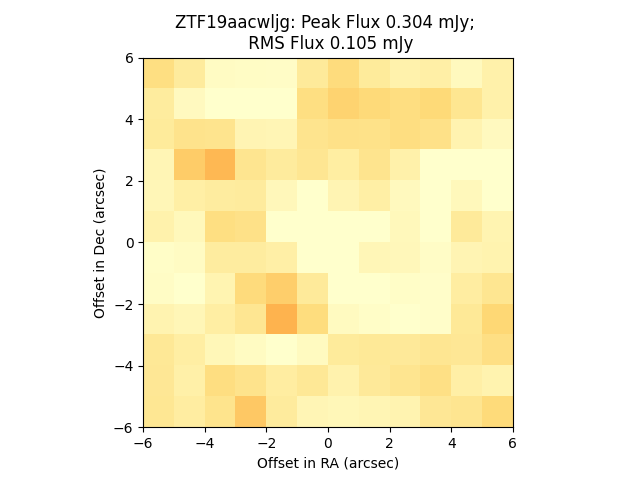 ZTF19aacwljg: Peak Flux 0.304 mJy;
RMS Flux 0.105 mJy
6
4
2
0
−2
−4
−6
Offset in Dec (arcsec)
−6 −4 −2 0 2 4 6
Offset in RA (arcsec)